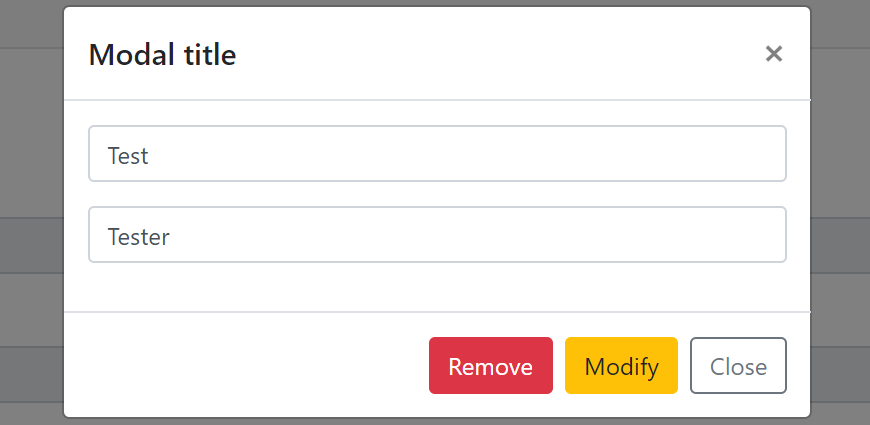 Modal title ×
Test
Tester
Remove Modify Close